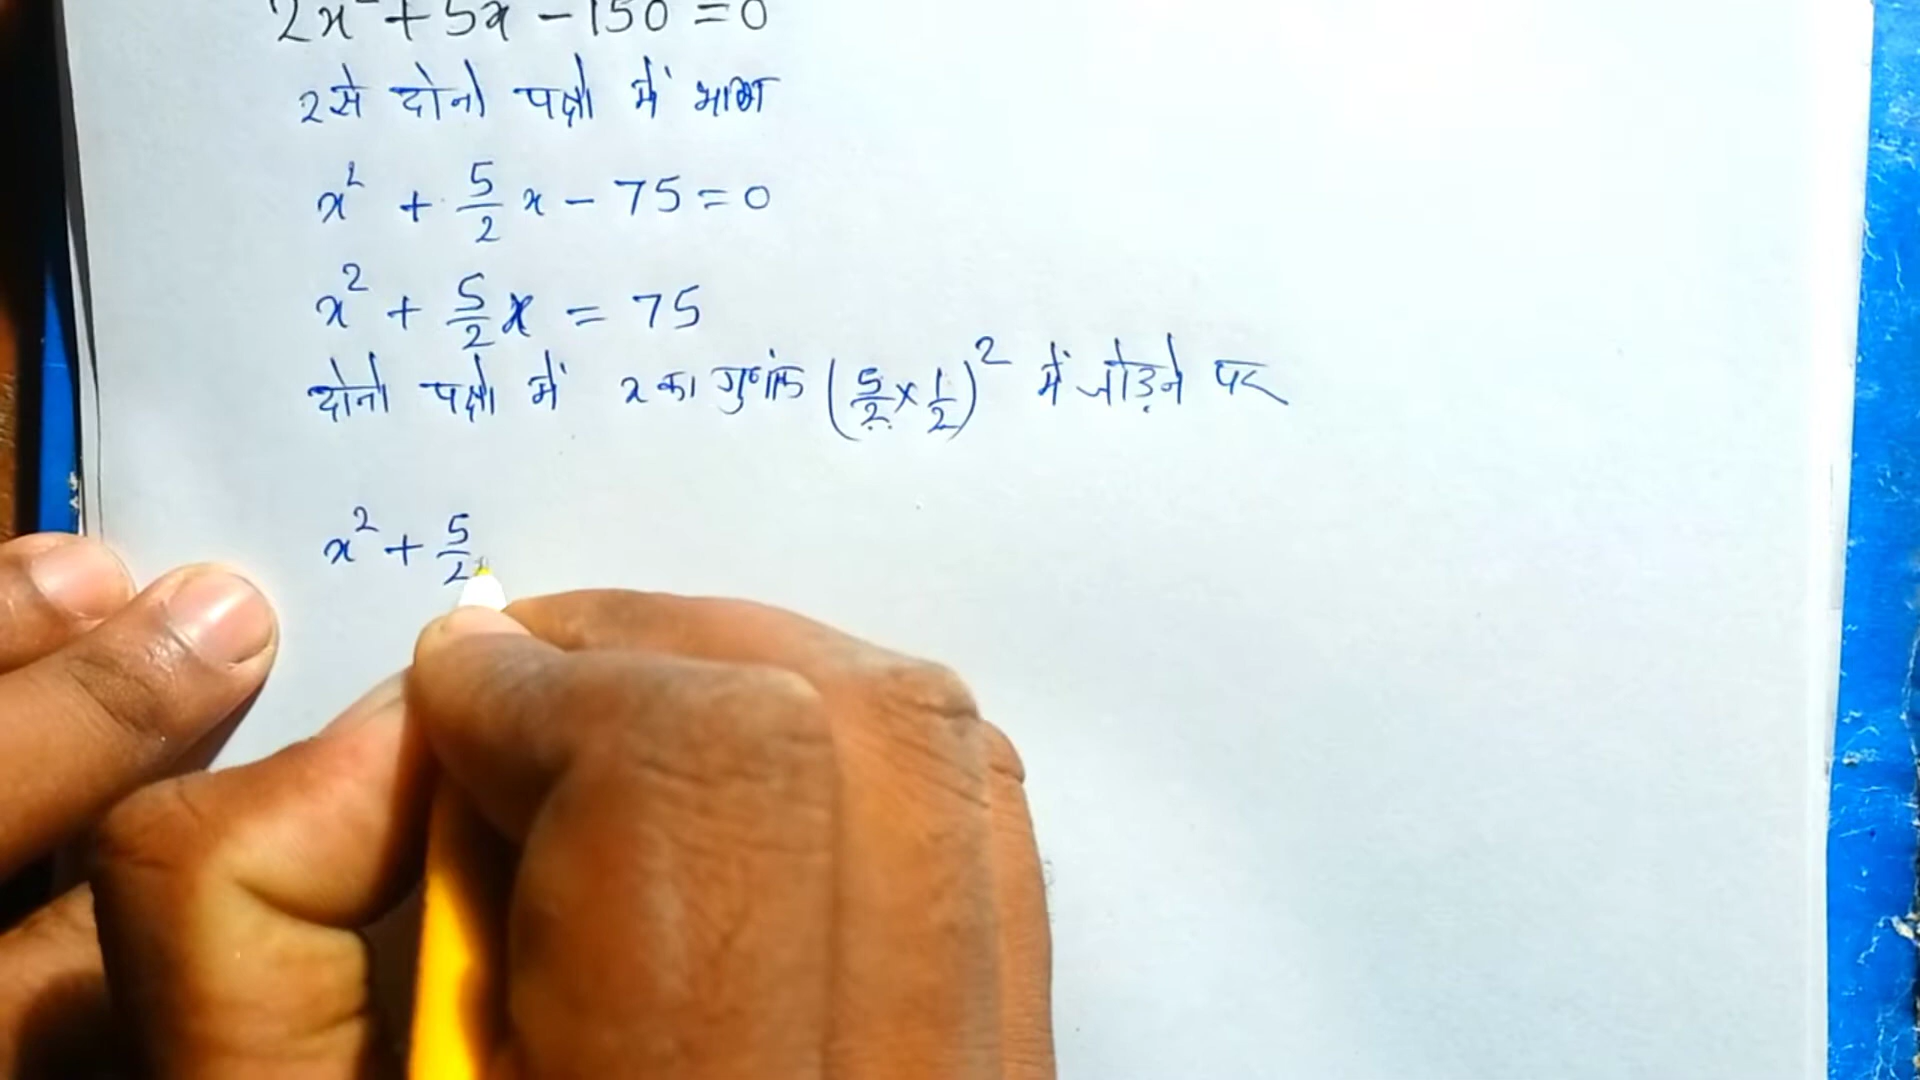 2x² + 5x - 150 = 0
2 से दोनो पक्षो में भाग
x² + 5/2 x - 75 = 0
x² + 5/2 x = 75
दोनो पक्षो में x का गुणांक (5/2 × 1/2)² में जोड़ने पर
x² + 5/2